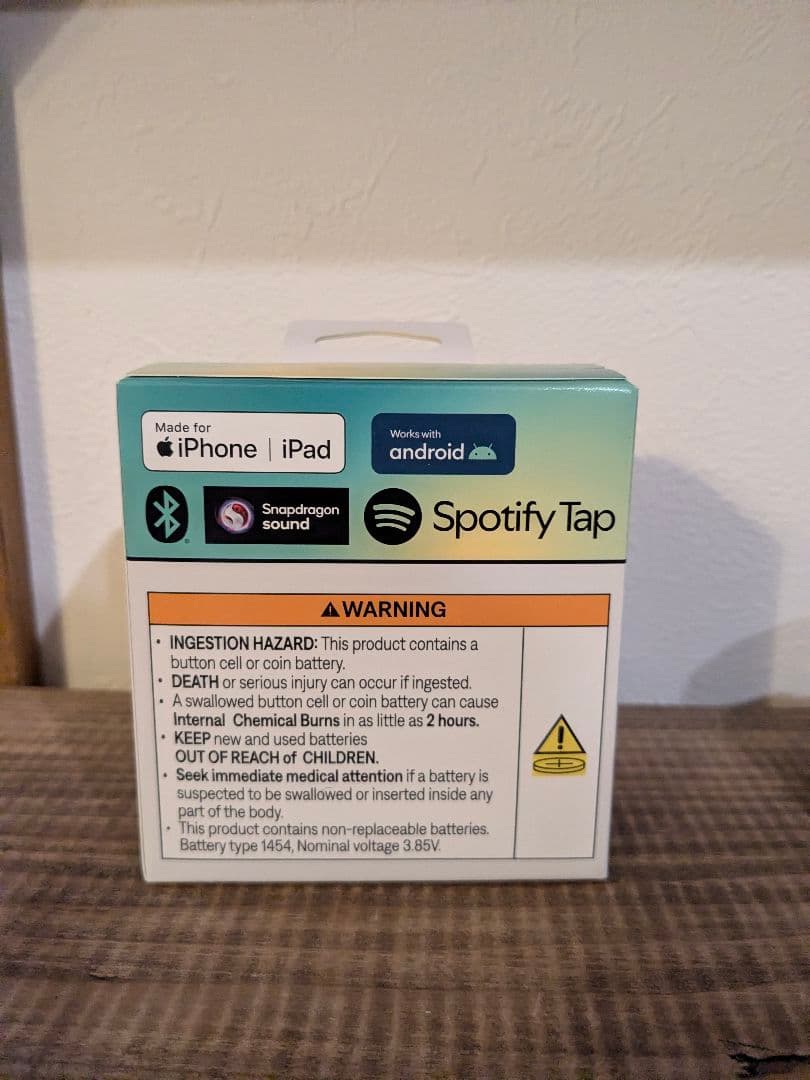 Made for
iPhone | iPad
Works with
android
Snapdragon
sound
Spotify Tap
WARNING
• INGESTION HAZARD: This product contains a
button cell or coin battery.
• DEATH or serious injury can occur if ingested.
• A swallowed button cell or coin battery can cause
Internal Chemical Burns in as little as 2 hours.
• KEEP new and used batteries
OUT OF REACH of CHILDREN.
• Seek immediate medical attention if a battery is
suspected to be swallowed or inserted inside any
part of the body.
• This product contains non-replaceable batteries.
Battery type 1454, Nominal voltage 3.85V.